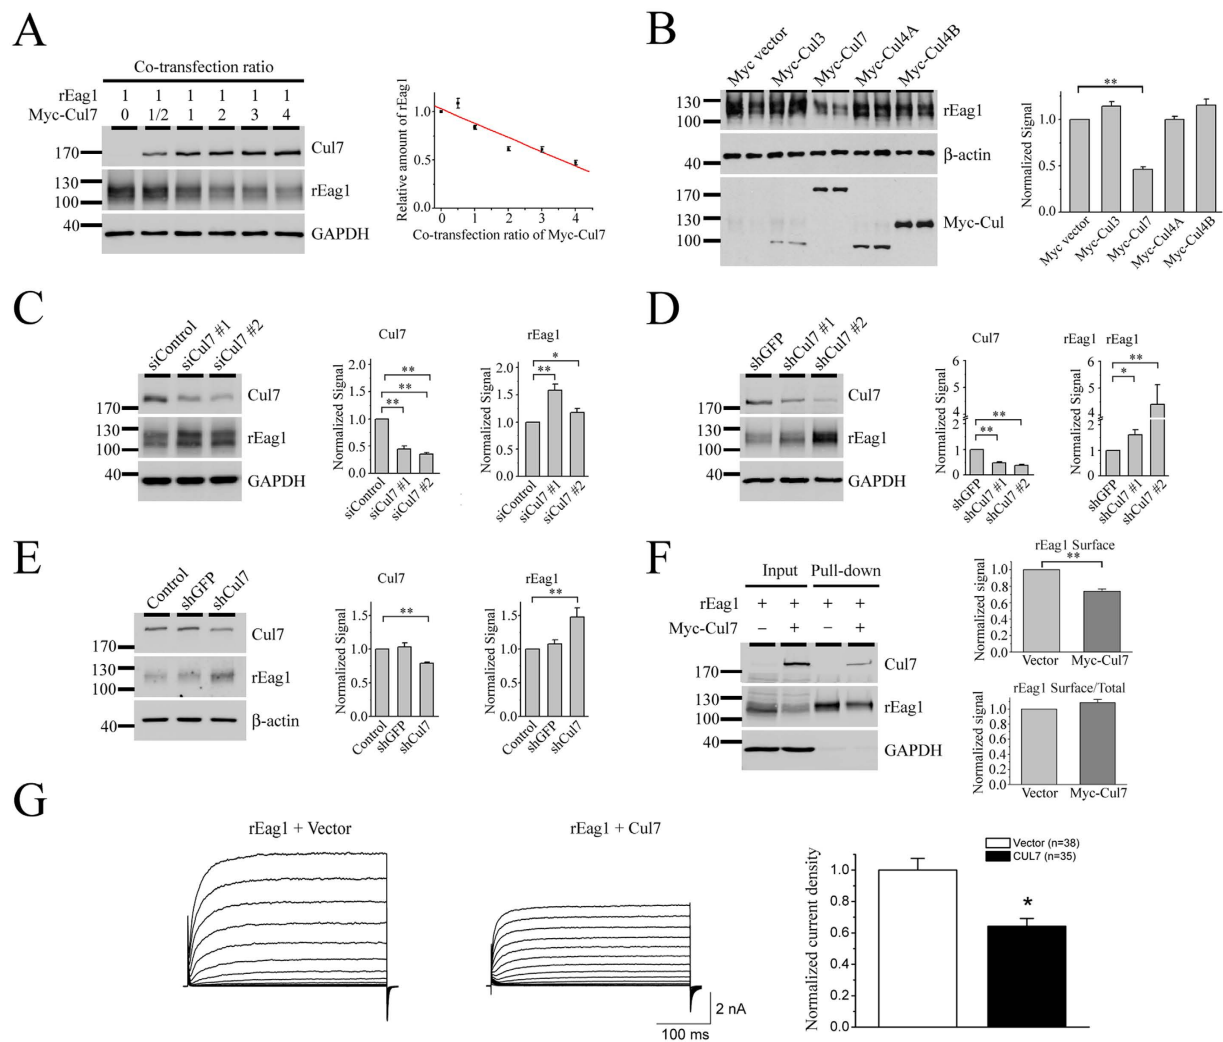 A
Co-transfection ratio
rEag1 1 1 1 1 1 1
Myc-Cul7 0 1/2 1 2 3 4
170
130
100
40
Cul7
rEag1
GAPDH
Relative amount of rEag1
1.0
0.5
0.0
0 1 2 3 4
Co-transfection ratio of Myc-Cul7
B
Myc vector
Myc-Cul3
Myc-Cul7
Myc-Cul4A
Myc-Cul4B
130
100
40
170
130
100
rEag1
β-actin
Myc-Cul
Normalized Signal
1.0
0.5
0.0
**
Myc vector
Myc-Cul3
Myc-Cul7
Myc-Cul4A
Myc-Cul4B
C
siControl
siCul7 #1
siCul7 #2
170
130
100
40
Cul7
rEag1
GAPDH
Cul7
Normalized Signal
2.0
1.5
1.0
0.5
0.0
**
**
**
siControl
siCul7 #1
siCul7 #2
rEag1
Normalized Signal
2.0
1.5
1.0
0.5
0.0
*
**
siControl
siCul7 #1
siCul7 #2
D
shGFP
shCul7 #1
shCul7 #2
170
130
100
40
Cul7
rEag1
GAPDH
Cul7
Normalized Signal
6
5
4
2
1
0
**
**
shGFP
shCul7 #1
shCul7 #2
rEag1 rEag1
Normalized Signal
6
5
4
2
1
0
**
*
shGFP
shCul7 #1
shCul7 #2
E
Control
shGFP
shCul7
170
130
100
40
Cul7
rEag1
β-actin
Cul7
Normalized Signal
1.5
1.0
0.5
0.0
**
Control
shGFP
shCul7
rEag1
Normalized Signal
1.5
1.0
0.5
0.0
**
Control
shGFP
shCul7
F
Input Pull-down
rEag1 + + + +
Myc-Cul7 – + – +
170
130
100
40
Cul7
rEag1
GAPDH
rEag1 Surface
Normalized signal
1.0
0.8
0.6
0.4
0.2
0.0
**
Vector Myc-Cul7
rEag1 Surface/Total
Normalized signal
1.0
0.8
0.6
0.4
0.2
0.0
Vector Myc-Cul7
G
rEag1 + Vector
rEag1 + Cul7
2 nA
100 ms
Vector (n=38)
CUL7 (n=35)
Normalized current density
1.0
0.8
0.6
0.4
0.2
0.0
*